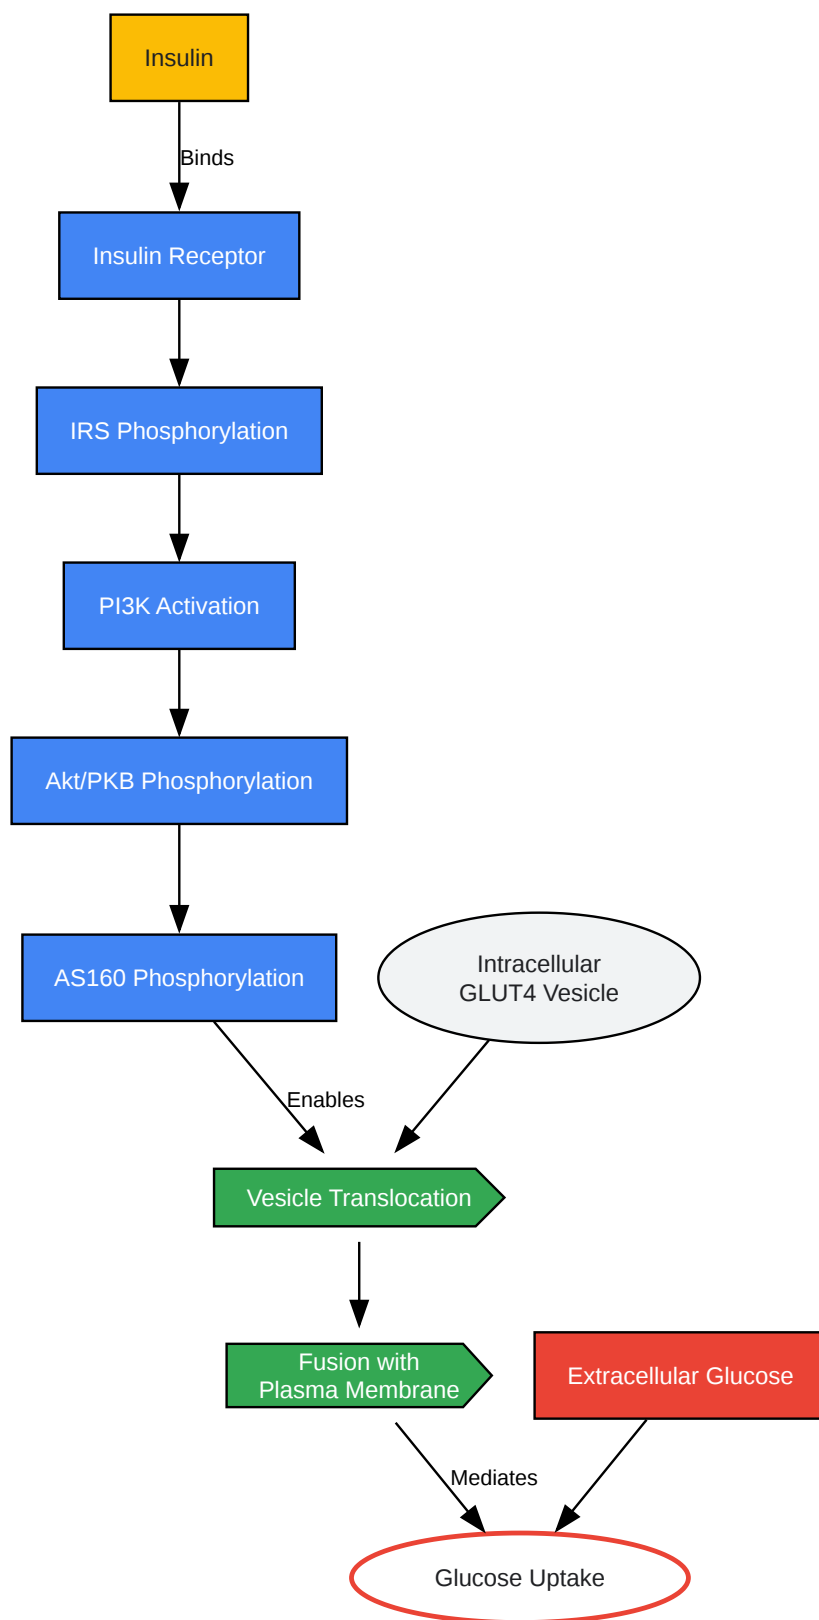 Insulin
Binds
Insulin Receptor
IRS Phosphorylation
PI3K Activation
Akt/PKB Phosphorylation
AS160 Phosphorylation
Intracellular
GLUT4 Vesicle
Enables
Vesicle Translocation
Fusion with
Plasma Membrane
Extracellular Glucose
Mediates
Glucose Uptake